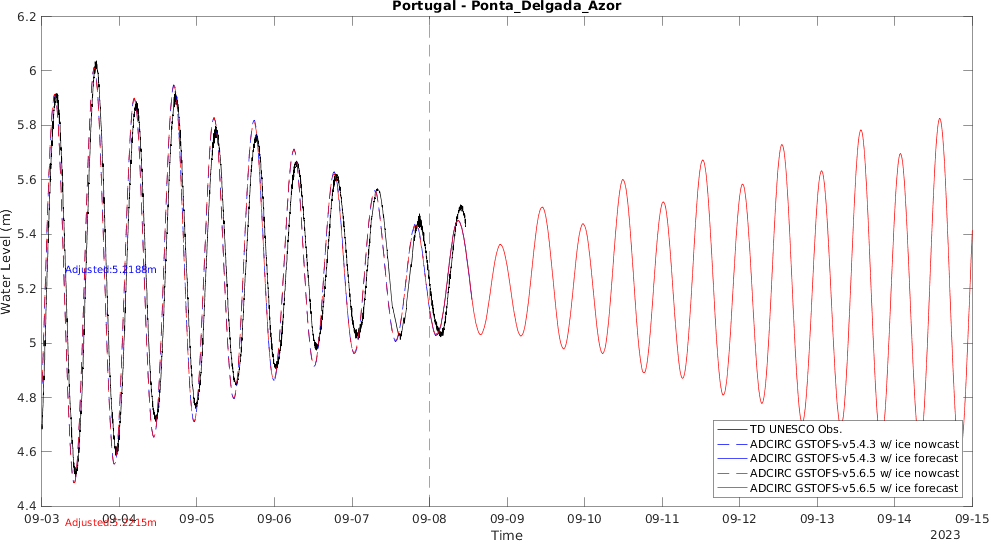 Portugal - Ponta_Delgada_Azor
6.2
6
5.8
5.6
5.4
5.2
5
4.8
4.6
4.4
Water Level (m)
Adjusted:5.2188m
Adjusted:5.2215m
TD UNESCO Obs.
ADCIRC GSTOFS-v5.4.3 w/ ice nowcast
ADCIRC GSTOFS-v5.4.3 w/ ice forecast
ADCIRC GSTOFS-v5.6.5 w/ ice nowcast
ADCIRC GSTOFS-v5.6.5 w/ ice forecast
09-03 09-04 09-05 09-06 09-07 09-08 09-09 09-10 09-11 09-12 09-13 09-14 09-15
Time
2023